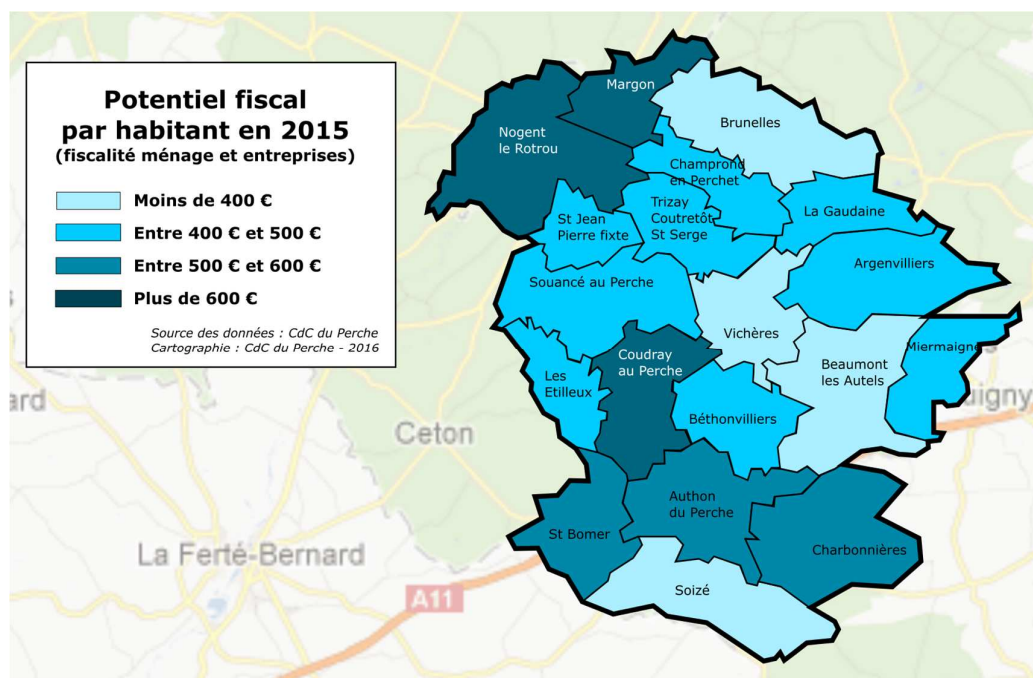 Potentiel fiscal
par habitant en 2015
(fiscalité ménage et entreprises)
Moins de 400 €
Entre 400 € et 500 €
Entre 500 € et 600 €
Plus de 600 €
Source des données : CdC du Perche
Cartographie : CdC du Perche - 2016
Margon
Brunelles
Nogent
le Rotrou
Champrond
en Perchet
St Jean
Pierre fixte
Trizay
Coutretôt
St Serge
La Gaudaine
Argenvilliers
Souancé au Perche
Vichères
Coudray
au Perche
Beaumont
les Autels
Miermaigne
Les
Etilleux
Béthonvilliers
uigny
ard
Ceton
Authon
du Perche
St Bomer
Charbonnières
La Ferté-Bernard
Soizé
A11